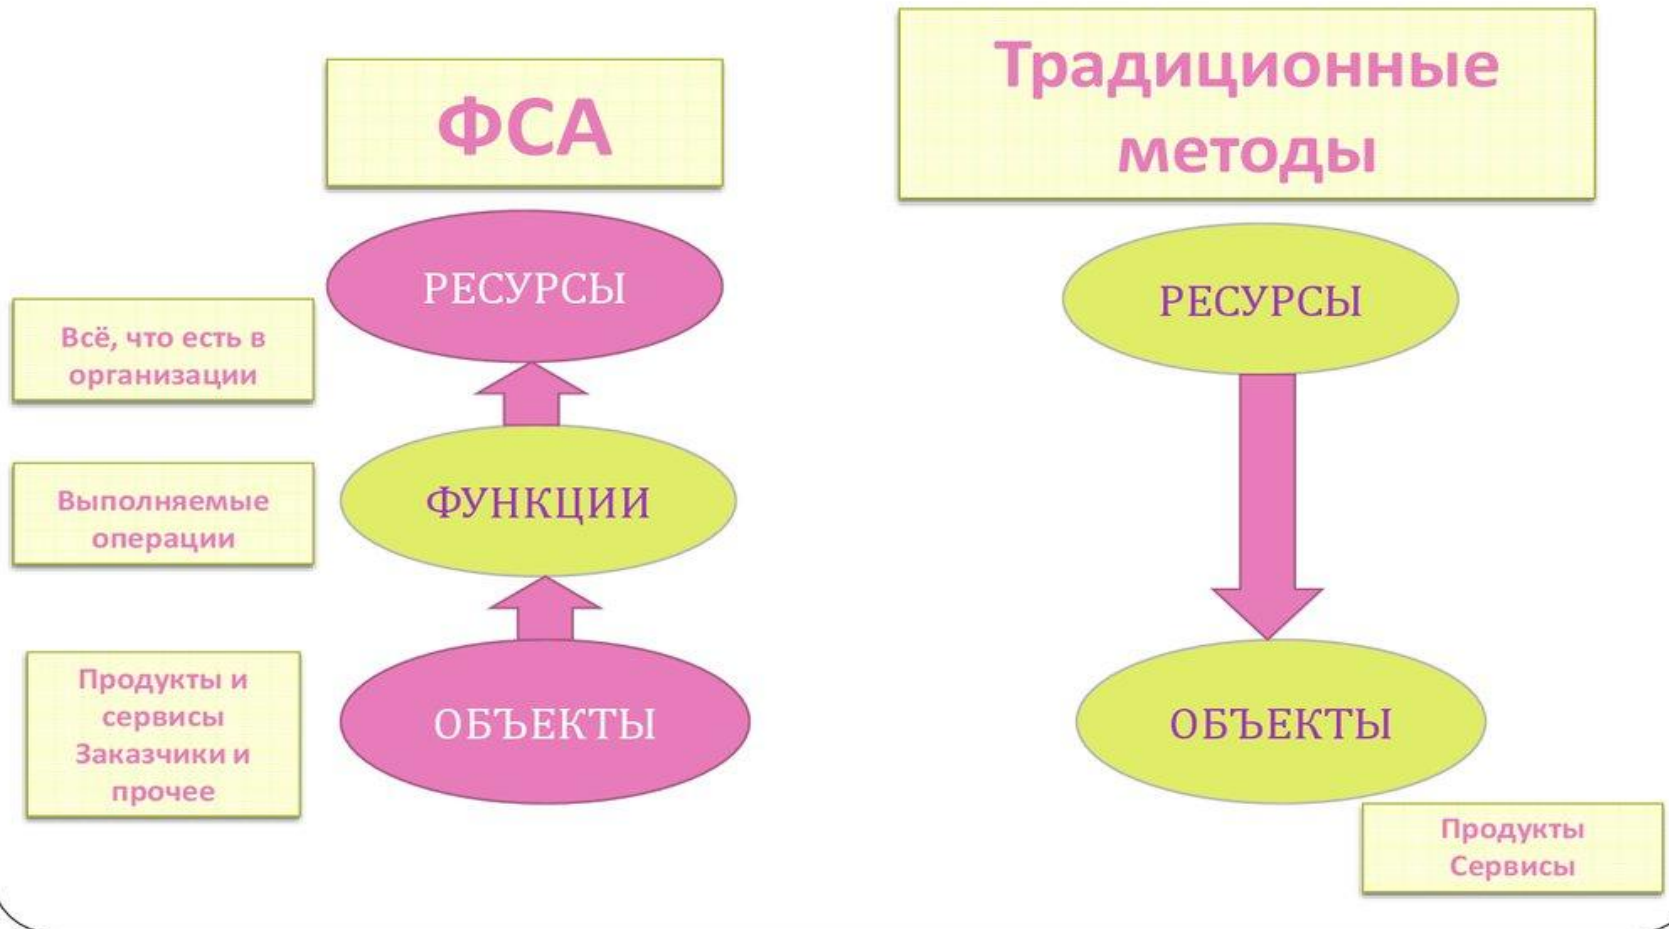 ФСА
Традиционные
методы
РЕСУРСЫ
РЕСУРСЫ
Всё, что есть в
организации
ФУНКЦИИ
Выполняемые
операции
ОБЪЕКТЫ
ОБЪЕКТЫ
Продукты и
сервисы
Заказчики и
прочее
Продукты
Сервисы